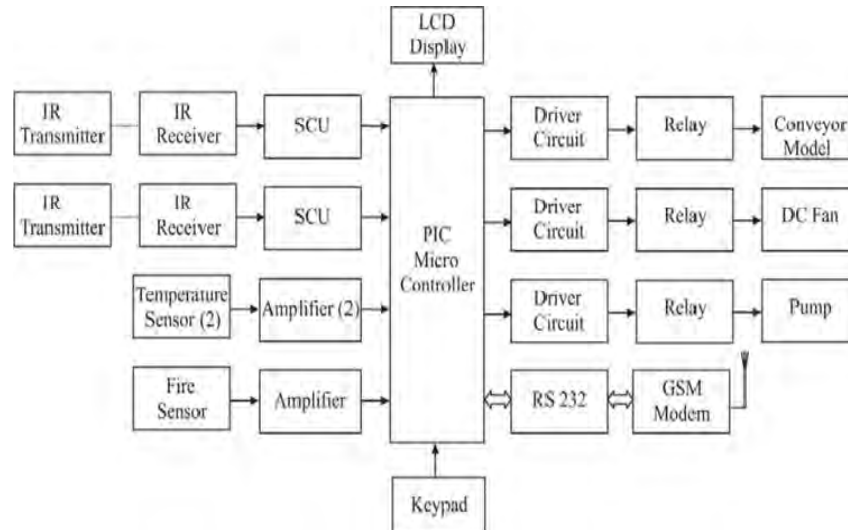 LCD
Display
IR
Transmitter
IR
Receiver
SCU
Driver
Circuit
Relay
Conveyor
Model
IR
Transmitter
IR
Receiver
SCU
PIC
Micro
Controller
Driver
Circuit
Relay
DC Fan
Temperature
Sensor (2)
Amplifier (2)
Driver
Circuit
Relay
Pump
Fire
Sensor
Amplifier
RS 232
GSM
Modem
Keypad